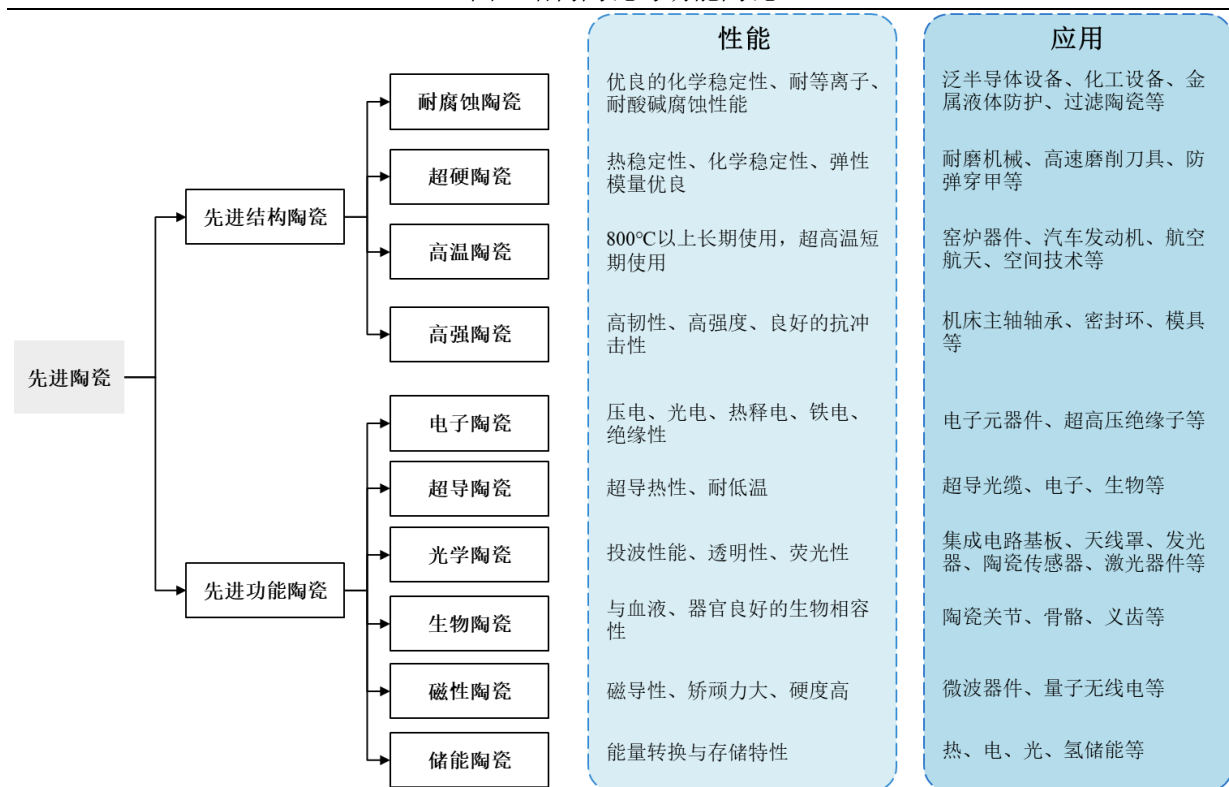 性能
应用
耐腐蚀陶瓷
优良的化学稳定性、耐等离子、
耐酸碱腐蚀性能
泛半导体设备、化工设备、金
属液体防护、过滤陶瓷等
超硬陶瓷
热稳定性、化学稳定性、弹性
模量优良
耐磨机械、高速磨削刀具、防
弹穿甲等
先进结构陶瓷
高温陶瓷
800℃以上长期使用，超高温短
期使用
窑炉器件、汽车发动机、航空
航天、空间技术等
高强陶瓷
高韧性、高强度、良好的抗冲
击性
机床主轴轴承、密封环、模具
等
先进陶瓷
电子陶瓷
压电、光电、热释电、铁电、
绝缘性
电子元器件、超高压绝缘子等
超导陶瓷
超导热性、耐低温
超导光缆、电子、生物等
光学陶瓷
投波性能、透明性、荧光性
集成电路基板、天线罩、发光
器、陶瓷传感器、激光器件等
先进功能陶瓷
生物陶瓷
与血液、器官良好的生物相容
性
陶瓷关节、骨骼、义齿等
磁性陶瓷
磁导性、矫顽力大、硬度高
微波器件、量子无线电等
储能陶瓷
能量转换与存储特性
热、电、光、氢储能等